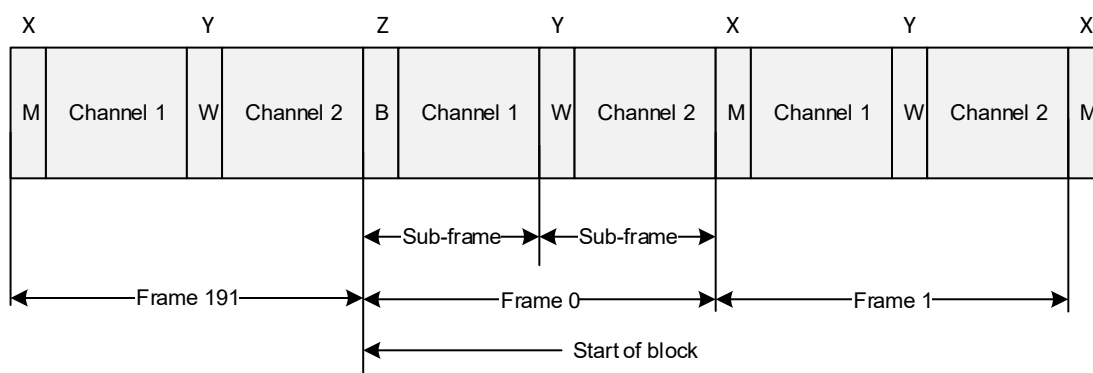 X Y Z Y X Y X
M Channel 1 W Channel 2 B Channel 1 W Channel 2 M Channel 1 W Channel 2 M
Sub-frame Sub-frame
Frame 191 Frame 0 Frame 1
Start of block